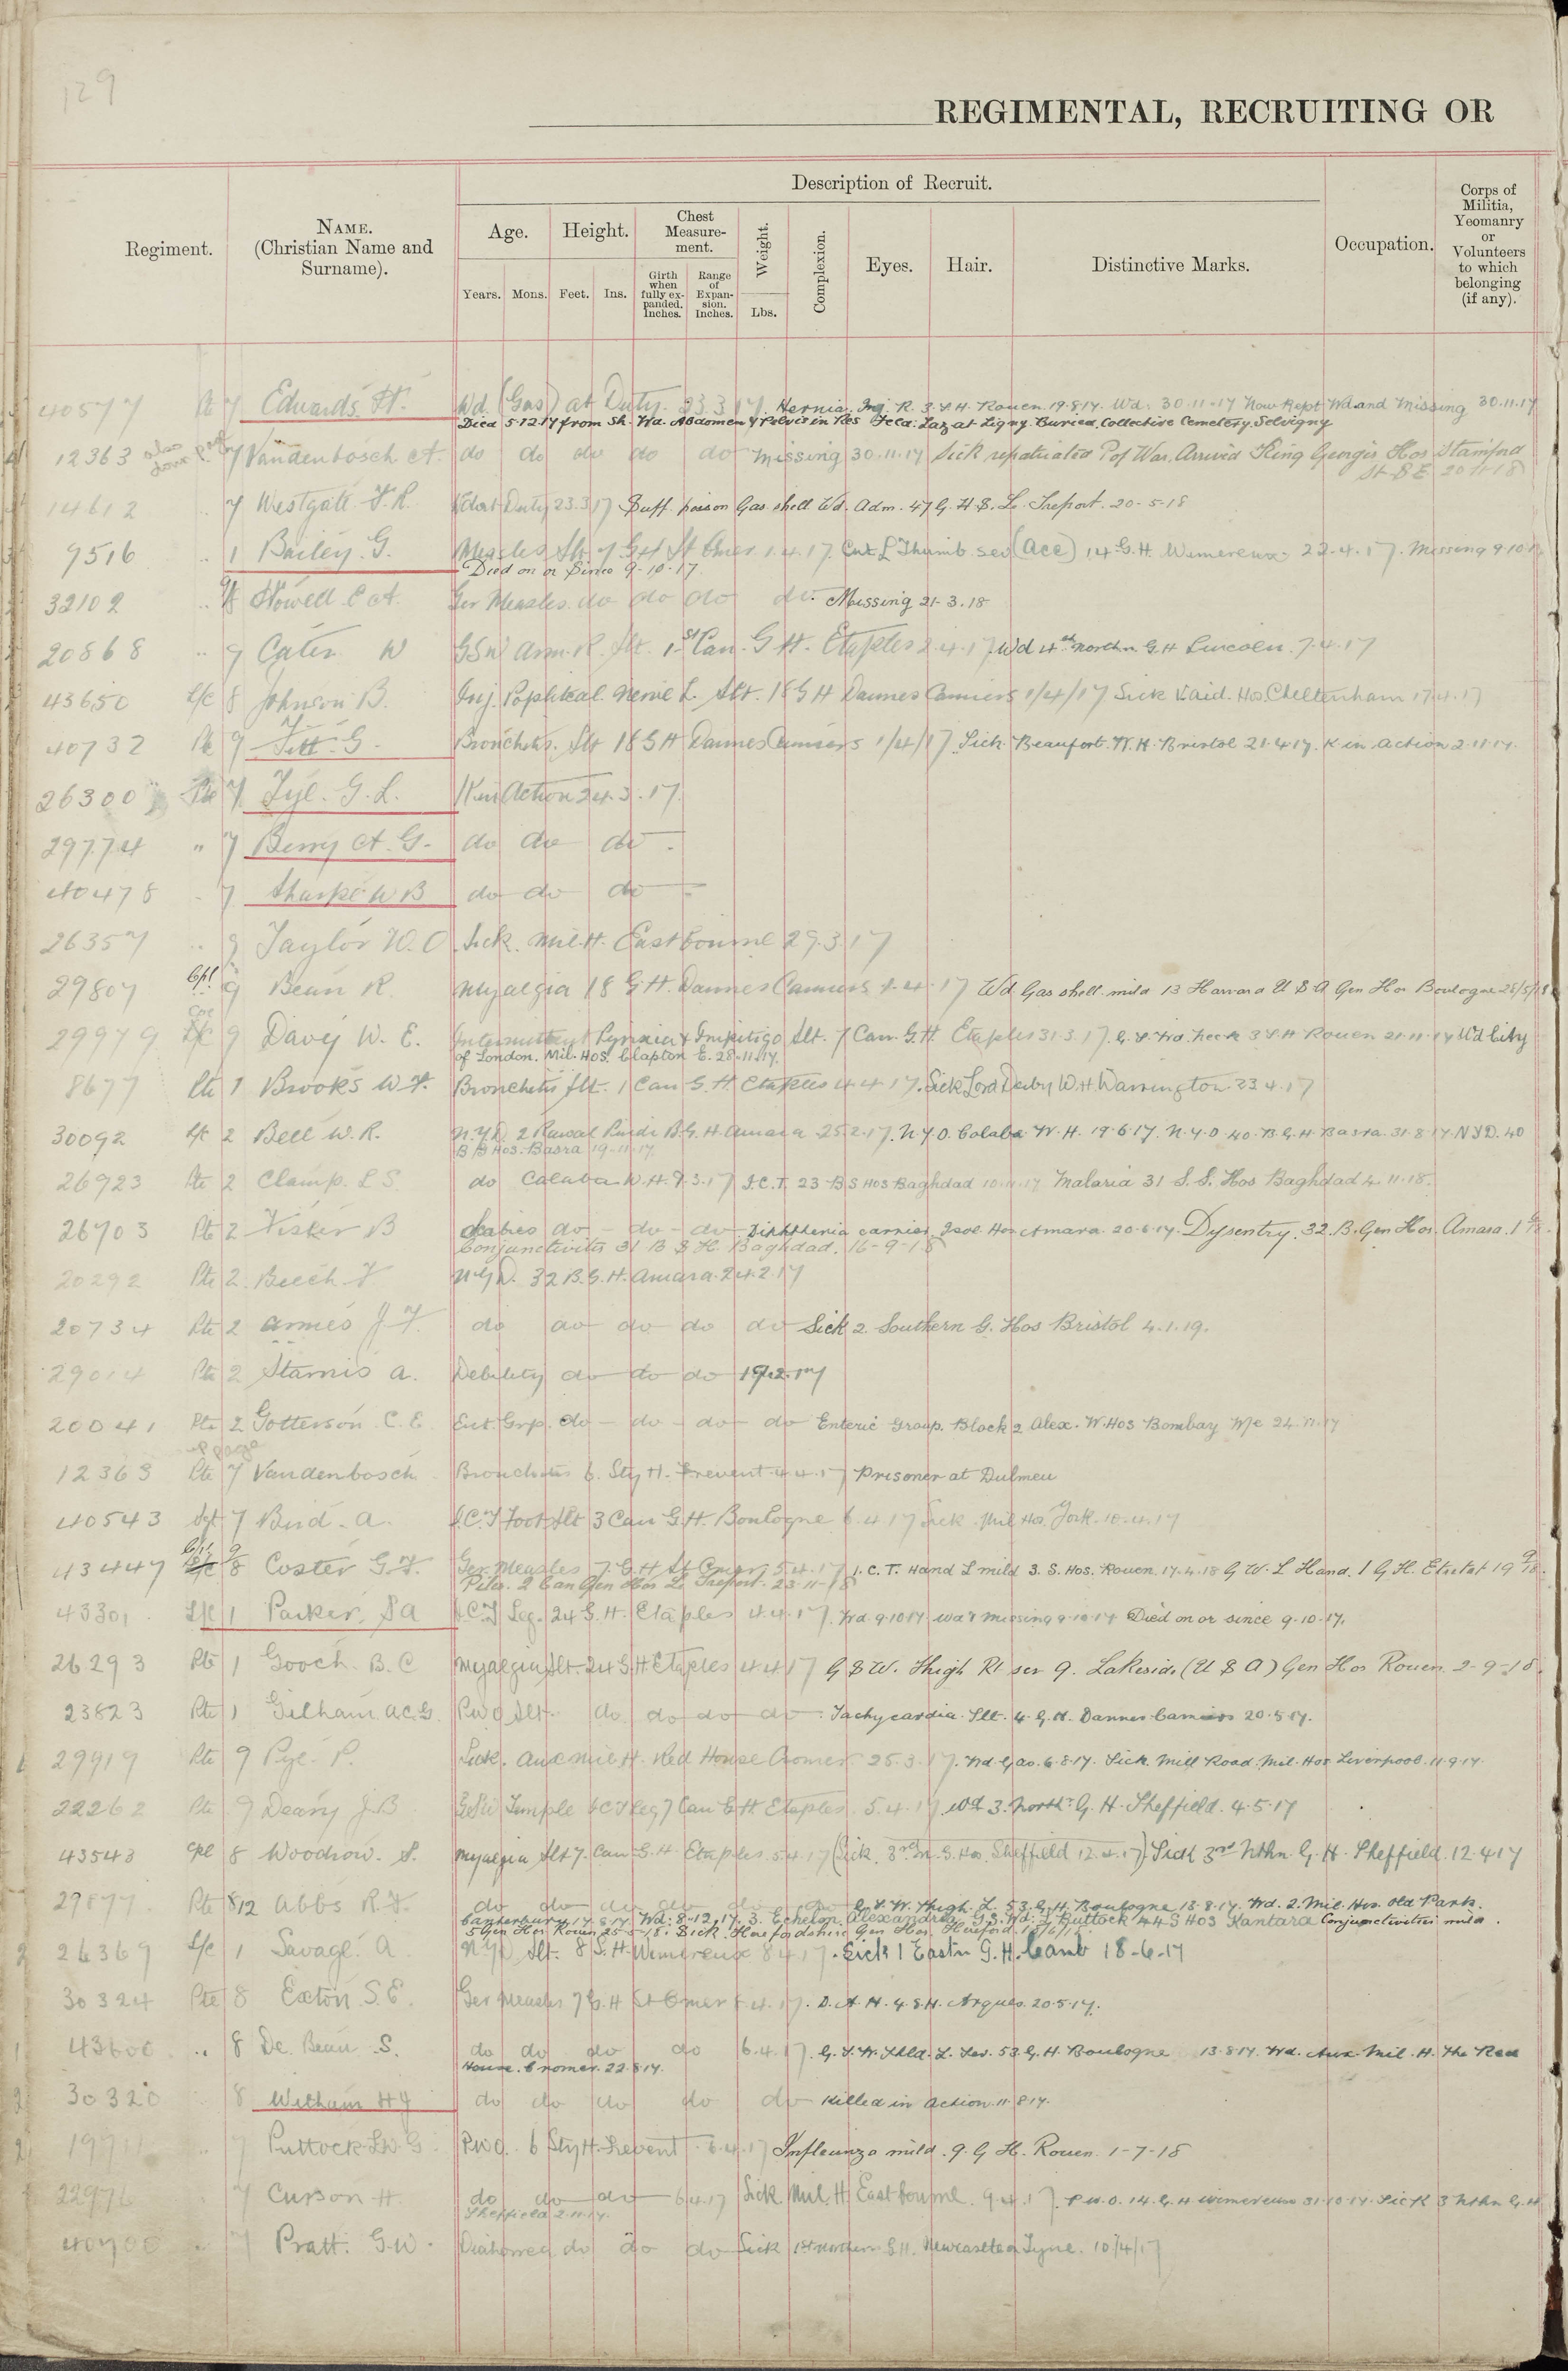 129
REGIMENTAL, RECRUITING OR
Description of Recruit.
Regiment.
NAME.
(Christian Name and
Surname).
Age.
Height.
Chest
Measure-
ment.
Weight.
Complexion.
Eyes.
Hair.
Distinctive Marks.
Occupation.
Corps of
Militia,
Yeomanry
or
Volunteers
to which
belonging
(if any).
Years.
Mons.
Feet.
Ins.
Girth
when
fully ex-
panded.
Inches.
Range
of
Expan-
sion.
Inches.
Lbs.
40577 Pt 7 Edwards. H. Wd. (Gas) at Duty. 23.3.17. Hernia. Ing. R. 3. S. H. Rouen. 19.8.17. Wd. 30.11.17 Now Rept Wd and Missing 30.11.17
Died 5.12.17 from Sh. Wd. Abdomen & Pelvis in Res Feld. Laz at Ligny. Buried Collective Cemetery Selvigny
12363 also 7 Vandenbosch A. do do do do do Missing 30.11.17 Sick repatriated P of War. Arrived King Georges Hos Stamford
St. S E 20.11.18
14612 .. 7 Westgate F. R. Wd at Duty 23.3.17 Suff. poison Gas shell Wd. Adm. 47 G. H. Le Treport. 20-5-18
9516 .. 1 Bailey. G. Measles Slt 7 G H St Omer 1.4.17. Cut L Thumb sev (Acc) 14 G. H. Wimereux 22.4.17. Missing 9.10.17
Died on or Since 9-10-17.
32102 .. Howell C A. Ger Measles. do do do do. Missing 21-3.18
20868 .. 9 Cater W GSW Arm. R. Slt. 1st Can. G H. Etaples 2.4.17. Wd 4th Northn G. H Lincoln. 7.4.17
43650 L/c 8 Johnson B. Inj. Popliteal. Nerve L. Slt. 18 G H Dannes Camiers 1/4/17 Sick V. aid. Hos. Cheltenham 17.4.17
40732 Pte 9 Titt. G. Bronchitis. Slt 18 G H Dannes Camiers 1/4/17. Sick Beaufort. W. H. Bristol 21.4.17. K in action 2.11.17.
26300 Pte 7 Tyl. G. L. K in Action 24.3.17.
29774 " 7 Berry A. G. do do do.
40478 .. 7 Sharpe W B do do do
26357 .. 9 Taylor W. O. Sick. Mil. H. Eastbourne 29.3.17
29807 Cpl 9 Bean R. Myalgia 18 G. H. Dannes Camiers 1.4.17 Wd Gas shell mild 13 Harvard U S A Gen Hos Boulogne 28/5/18.
29979 L/c 9 Davey W. E. Intermittent Pyrexia & Impetigo Slt. 7 Can. G H. Etaples 31.3.17. G. S. Wd. Neck 3 S. H Rouen 21.11.17 Wd City
of London. Mil. HOS. Clapton E. 28.11.17.
8677 Pte 1 Brooks W. F. Bronchitis Slt. 1 Can G. H. Etaples 4.4.17. Sick Lord Derby W. H. Warrington 23.4.17
30092 L/c 2 Bell W. R. N. Y D. 2 Rawal Pindi B. G. H. Amara 25.2.17. N Y D. Colaba W. H. 19.6.17. N. Y. D 40. B. G. H Basra. 31.8.17. N Y D. 40
B G Hos. Basra 19.11.17.
26923 Pte 2 Clamp. L S. do Colaba W. H. 9.3.17 I. C. T. 23 B S Hos Baghdad 10.11.17 Malaria 31 S. S. Hos Baghdad 4.11.18.
26703 Pt 2 Visker B Scabies do - do - do Diphtheria carrier. Isol. Hos Amara. 20.6.17. Dysentry. 32. B. Gen Hos. Amara.
Conjunctivitis 31 B S H. Baghdad. 16-9-18
20292 Pte 2. Beech F N Y D. 32 B. G. H. Amara. 24.2.17
20734 Pte 2 Armes J F. do do do do do Sick 2. Southern G. Hos Bristol 4.1.19.
29014 Pte 2 Stamis A. Debility do do do 19.2.17
20041 Pte 2 Gotterson C. E. Ent. Grp. do - do - do - do Enteric Group. Block 2 Alex. W. Hos Bombay W/e 24.11.17
12363 Pte 7 Vandenbosch Bronchitis 6. Sty H. Frevent 4.4.17 Prisoner at Dulmen
40543 Sgt 7 Bird. A. I. C. T Foot Slt 3 Can G. H. Boulogne 6.4.17 Sick. Mil Hos. York. 10.4.17
43447 Cpl 8 Coster G. F. Ger. Measles 7 G H St Omer 5.4.17 I. C. T. Hand L mild 3. S. Hos. Rouen. 17.4.18 G W. L Hand. 1 G H. Etretat
Piles. 2 Can Gen Hos Le Treport. 23-11-18
43301. L/c 1 Parker. S A I. C. T Leg. 24 G. H. Etaples 4.4.17. Wd. 9.10.17. Wd & Missing 9.10.17 Died on or since 9-10.17.
26293 Pte 1 Gooch. B. C Myalgia Slt. 24 G. H Etaples 4.4.17 G S W. Thigh Rt sev 9. Lakeside (U S A) Gen Hos Rouen. 2-9-18.
23823 Pte 1 Gilham A. C. G. P U O Slt. do do do do. Tachycardia Slt. 4. G. H. Dannes Camiers 20.5.17.
29919 Pte 9 Pyl. P. Sick. Aux Mil H. Red House Cromer. 25.3.17. Wd Gas. 6.8.17. Sick. Mill Road. Mil. Hos. Liverpool. 11.9.17.
22262 Pte 9 Deary J. B GSW Temple I C T Leg 7 Can G H Etaples. 5.4.17 Wd 3. North. G. H. Sheffield. 4.5.17
43543 Cpl 8 Woodrow. S. Myalgia Slt 7. Can G. H. Etaples. 5.4.17 (Sick. 3rd N. G. Hos. Sheffield 12.4.17) Sick 3rd Nthn G. H. Sheffield. 12.4.17
29877. Pte 8/12 Abbs R. F. do do do do do do G. S. W. Thigh. L. 53. G. H. Boulogne 13.8.17. Wd. 2. Mil. Hos. Old Park.
Canterbury. 17.8.17 Wd: 8-12.17. 3. Echelon. Alexandria G. S. Wd. Buttock 44 S Hos Kantara Conjunctivitis mild.
5 Gen Hos Rouen 25-5-18. Sick Herefordshire Gen Hos. Hereford.
26369 L/c 1 Savage. A. N Y D Slt. 8 S. H. Wimereux 8.4.17. Sick 1 Eastn G. H. Camb 18-6-17
30324 Pte 8 Exton. S. E. Ger Measles 7 G. H St Omer 5.4.17. D. A. H. 4. S. H. Arques. 20.5.17.
43600 .. 8 De. Beau S. do do do do 6.4.17. G. S. W. Shld. L. Sev. 53. G. H. Boulogne 13.8.17. Wd. Aux Mil. H. The Red
House. Cromer. 22.8.17.
30320 8 Witham H J do do do do do Killed in Action. 11.8.17.
7 Puttock L. W. G. P U O. 6 Sty H. Frevent. 6.4.17 Influenza mild. 9. G H. Rouen. 1-7-18
22976 7 Curson H. do do do 6.4.17 Sick Mil. H. Eastbourne. 9.4.17. P. U. O. 14. G. H Wimereux 31.10.17. Sick 3 Nthn G. H
Sheffield 2.11.17.
40700 7 Pratt. G. W. Diahorrea do do do Sick 1st Northern G H. Newcastle on Tyne. 10/4/17